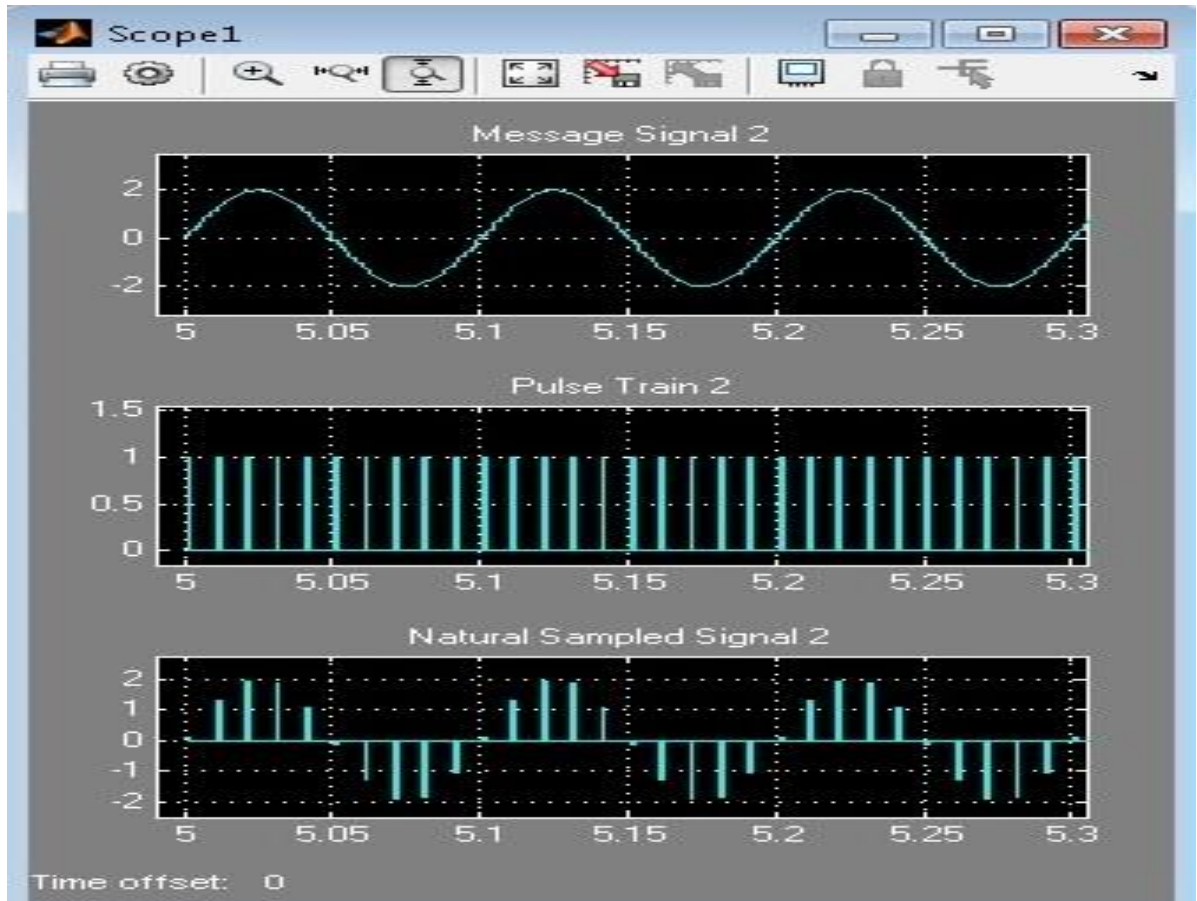 Scope1
Message Signal 2
2
0
-2
5 5.05 5.1 5.15 5.2 5.25 5.3
Pulse Train 2
1.5
1
0.5
0
5 5.05 5.1 5.15 5.2 5.25 5.3
Natural Sampled Signal 2
2
1
0
-1
-2
5 5.05 5.1 5.15 5.2 5.25 5.3
Time offset: 0